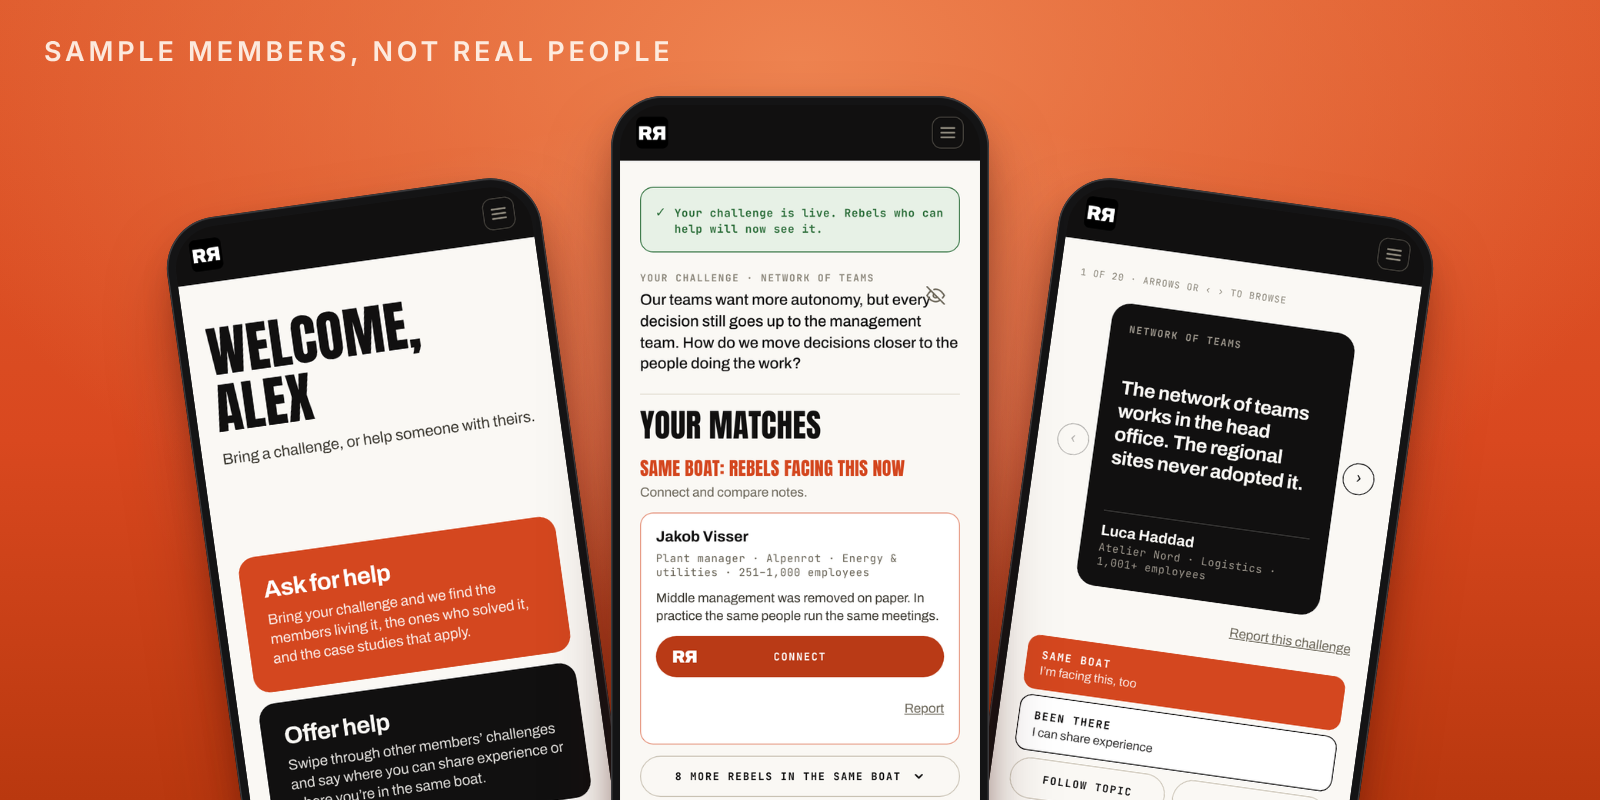 SAMPLE MEMBERS, NOT REAL PEOPLE
RЯ
WELCOME,
ALEX
Bring a challenge, or help someone with theirs.
Ask for help
Bring your challenge and we find the
members living it, the ones who solved it,
and the case studies that apply.
Offer help
Swipe through other members' challenges
and say where you can share experience or
where you're in the same boat.
RЯ
✓ Your challenge is live. Rebels who can
help will now see it.
YOUR CHALLENGE · NETWORK OF TEAMS
Our teams want more autonomy, but every
decision still goes up to the management
team. How do we move decisions closer to the
people doing the work?
YOUR MATCHES
SAME BOAT: REBELS FACING THIS NOW
Connect and compare notes.
Jakob Visser
Plant manager · Alpenrot · Energy &
utilities · 251–1,000 employees
Middle management was removed on paper. In
practice the same people run the same meetings.
RЯ CONNECT
Report
8 MORE REBELS IN THE SAME BOAT
RЯ
1 OF 20 · ARROWS OR ‹ › TO BROWSE
NETWORK OF TEAMS
The network of teams
works in the head
office. The regional
sites never adopted it.
‹ ›
Luca Haddad
Atelier Nord · Logistics ·
1,001+ employees
Report this challenge
SAME BOAT
I'm facing this, too
BEEN THERE
I can share experience
FOLLOW TOPIC